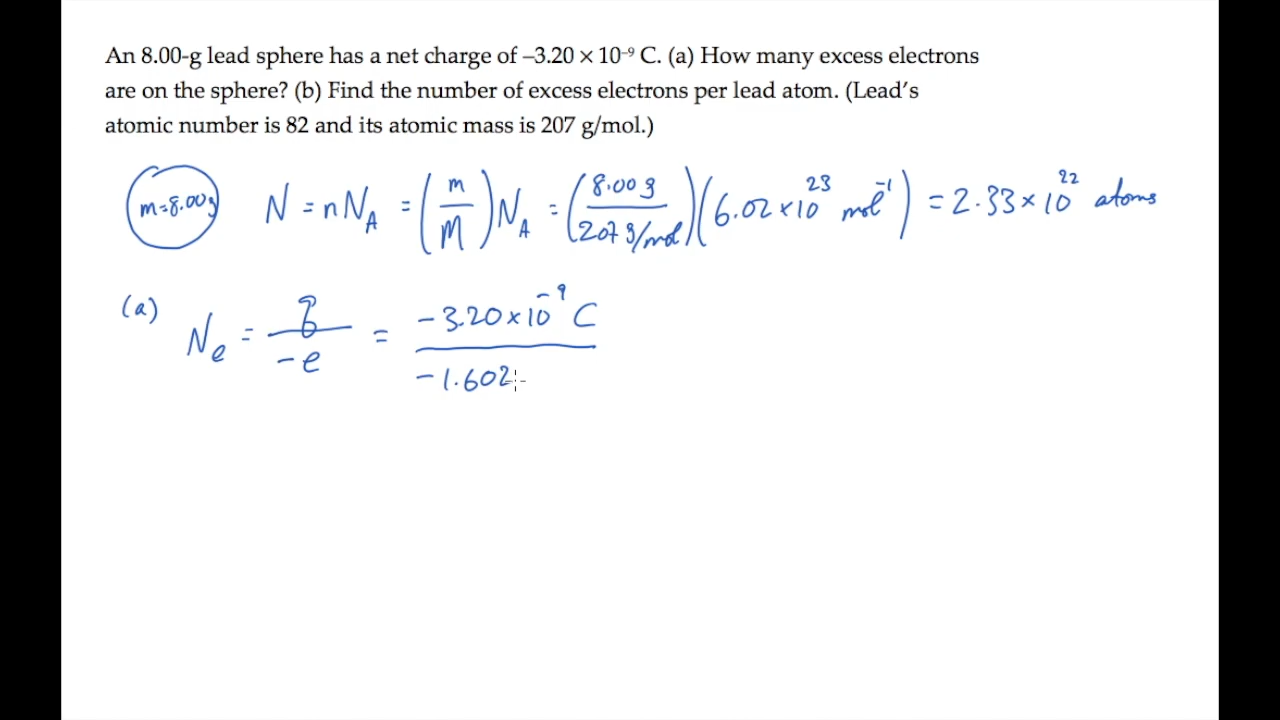 An 8.00-g lead sphere has a net charge of –3.20 × 10⁻⁹ C. (a) How many excess electrons
are on the sphere? (b) Find the number of excess electrons per lead atom. (Lead's
atomic number is 82 and its atomic mass is 207 g/mol.)
m=8.00g N = nN_A = (m/M)N_A = (8.00 g/207 g/mol)(6.02×10²³ mol⁻¹) = 2.33×10²² atoms
(a) N_e = q/-e = -3.20×10⁻⁹ C/-1.602